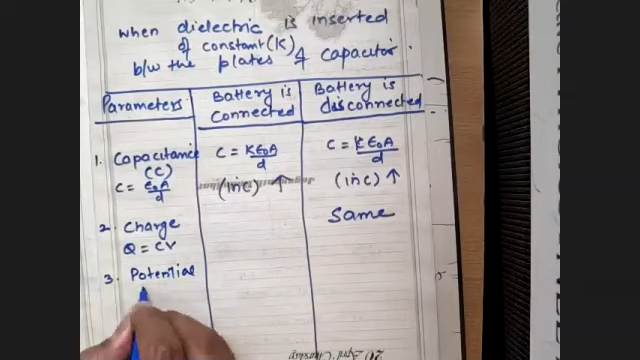 when dielectric is inserted
of constant (K)
b/w the plates of capacitor
Parameters
Battery is
connected
Battery is
disconnected
1. Capacitance
(C)
C = ε₀A/d
C = Kε₀A/d
(inc) ↑
C = Kε₀A/d
(inc) ↑
2. Charge
Q = CV
Same
3. Potential